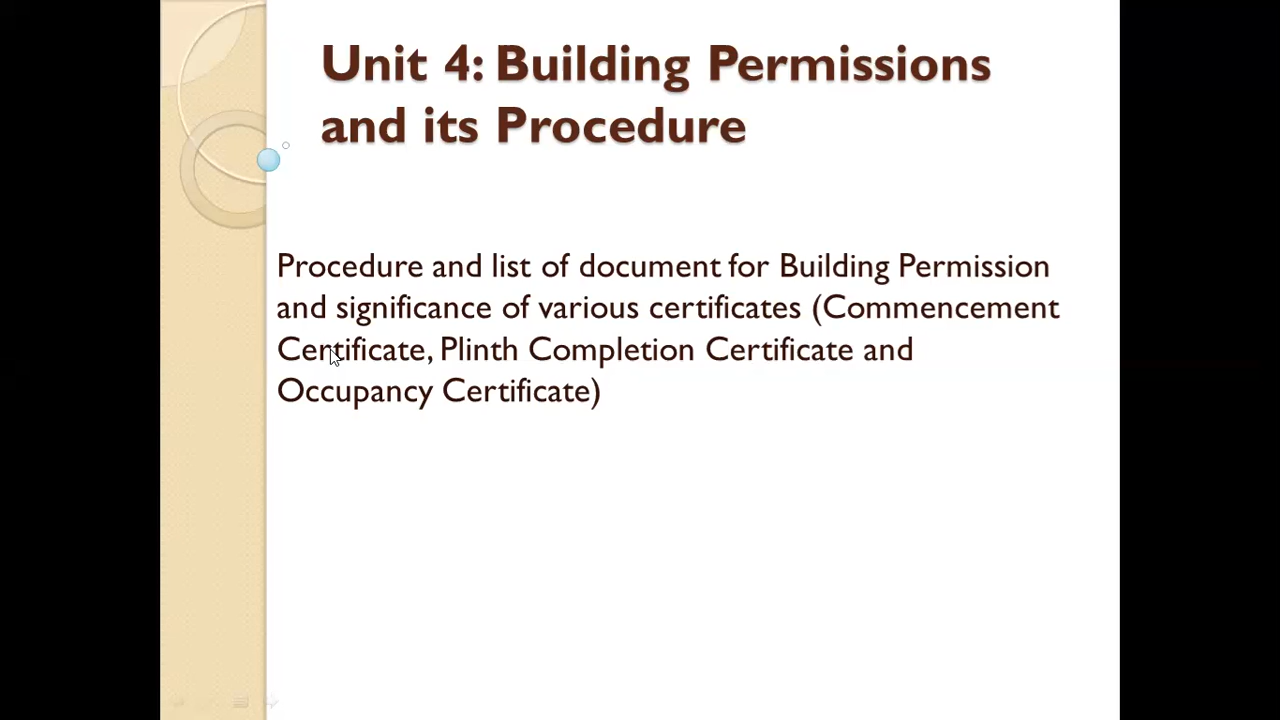 Unit 4: Building Permissions
and its Procedure
Procedure and list of document for Building Permission
and significance of various certificates (Commencement
Certificate, Plinth Completion Certificate and
Occupancy Certificate)